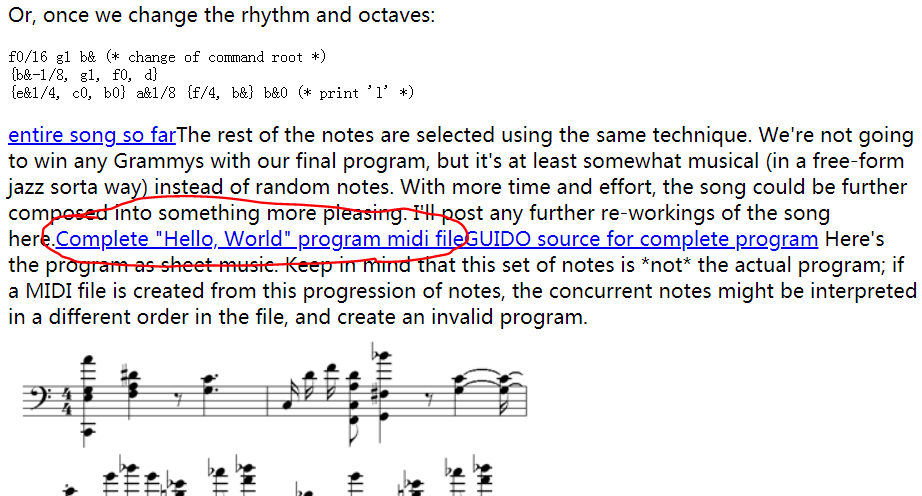 Or, once we change the rhythm and octaves:
f0/16 g1 b& (* change of command root *)
{b&-1/8, g1, f0, d}
{e&1/4, c0, b0} a&1/8 {f/4, b&} b&0 (* print 'l' *)
entire song so farThe rest of the notes are selected using the same technique. We're not going
to win any Grammys with our final program, but it's at least somewhat musical (in a free-form
jazz sorta way) instead of random notes. With more time and effort, the song could be further
composed into something more pleasing. I'll post any further re-workings of the song
here.Complete "Hello, World" program midi fileGUIDO source for complete program Here's
the program as sheet music. Keep in mind that this set of notes is *not* the actual program; if
a MIDI file is created from this progression of notes, the concurrent notes might be interpreted
in a different order in the file, and create an invalid program.